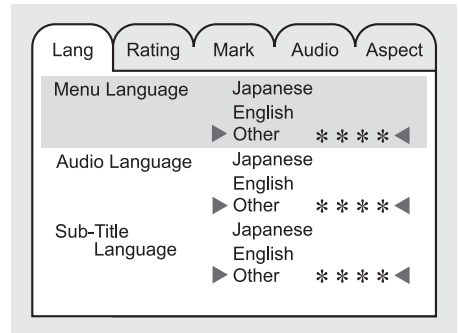 Lang Rating Mark Audio Aspect
Menu Language Japanese
English
▶ Other ＊＊＊＊◀
Audio Language Japanese
English
▶ Other ＊＊＊＊◀
Sub-Title Japanese
Language English
▶ Other ＊＊＊＊◀